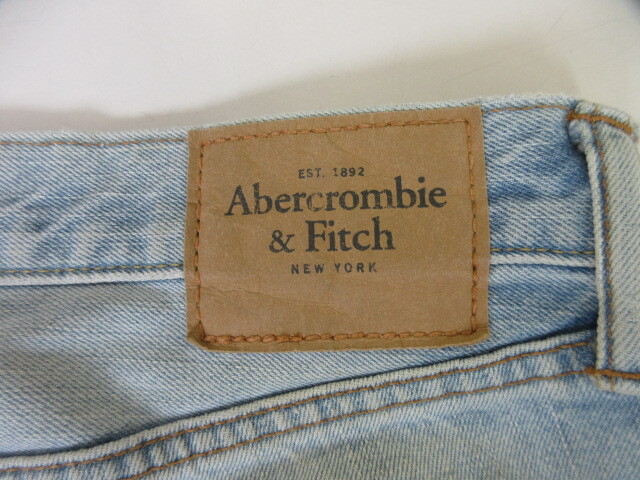 EST. 1892
Abercrombie
& Fitch
NEW YORK